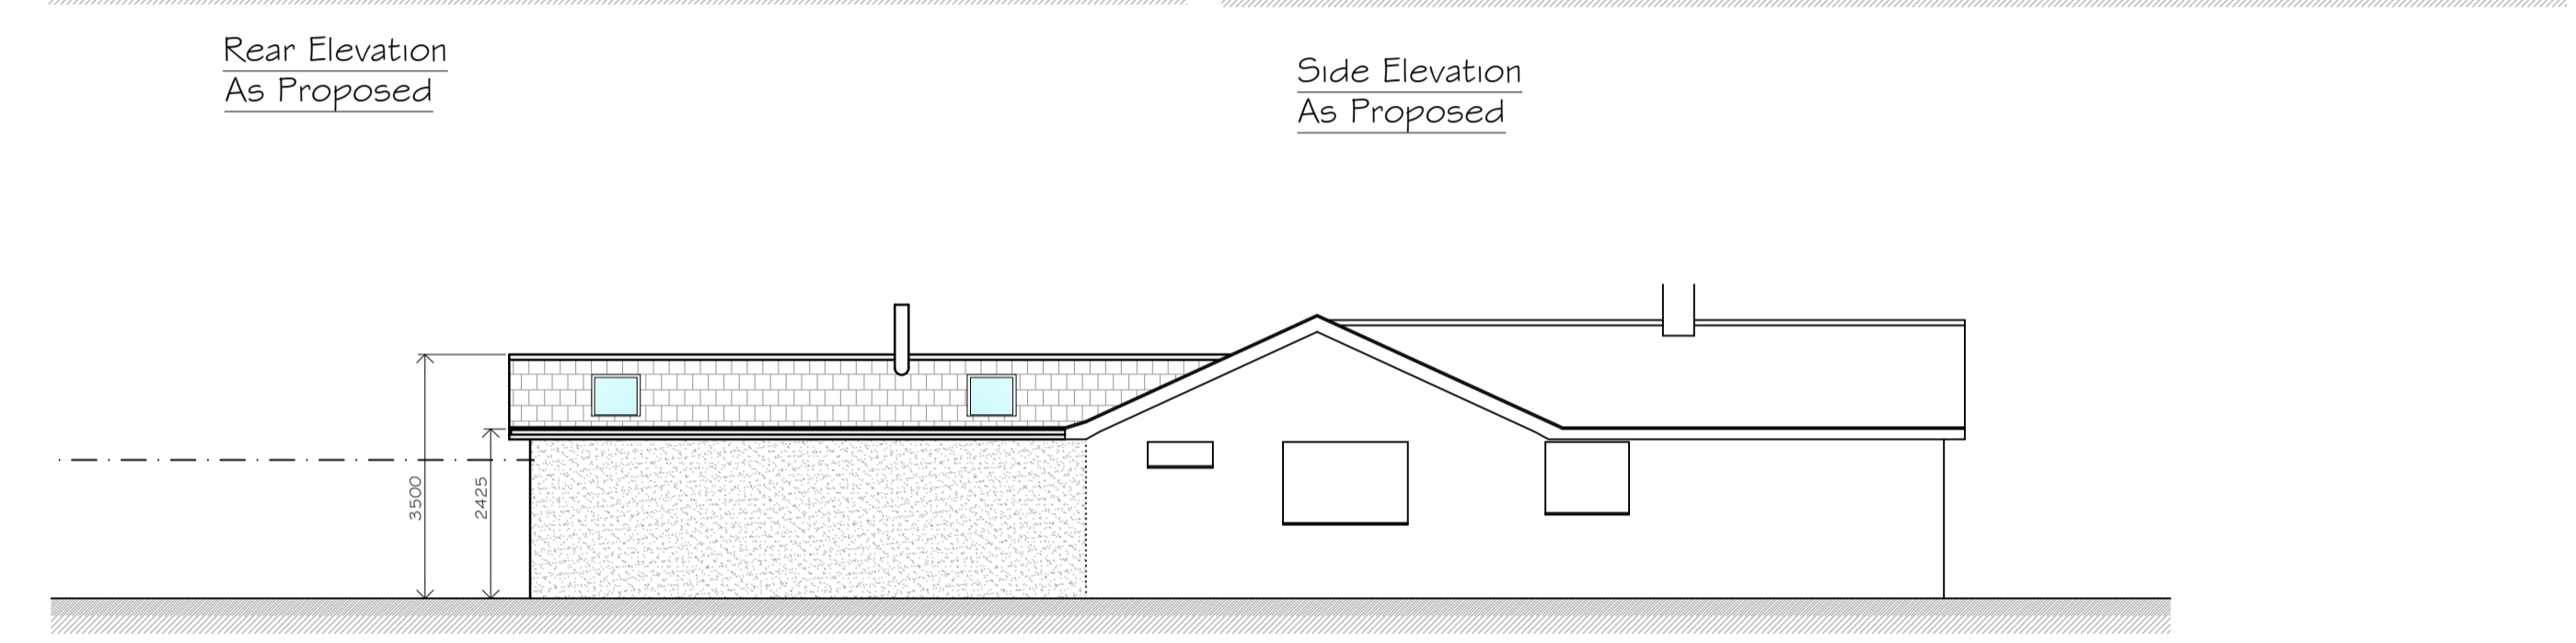 Rear Elevation
As Proposed
Side Elevation
As Proposed
3500
2425